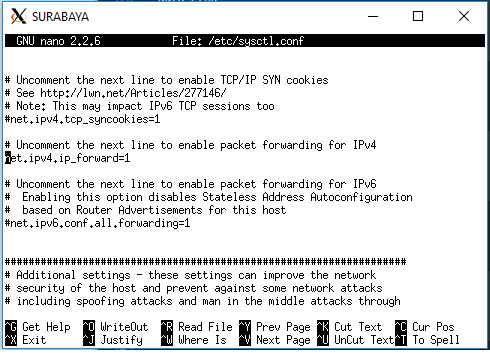 SURABAYA
GNU nano 2.2.6 File: /etc/sysctl.conf
# Uncomment the next line to enable TCP/IP SYN cookies
# See http://lwn.net/Articles/277146/
# Note: This may impact IPv6 TCP sessions too
#net.ipv4.tcp_syncookies=1
# Uncomment the next line to enable packet forwarding for IPv4
net.ipv4.ip_forward=1
# Uncomment the next line to enable packet forwarding for IPv6
#  Enabling this option disables Stateless Address Autoconfiguration
#  based on Router Advertisements for this host
#net.ipv6.conf.all.forwarding=1
###################################################################
# Additional settings - these settings can improve the network
# security of the host and prevent against some network attacks
# including spoofing attacks and man in the middle attacks through
^G Get Help ^O WriteOut ^R Read File ^Y Prev Page ^K Cut Text ^C Cur Pos
^X Exit ^J Justify ^W Where Is ^V Next Page ^U UnCut Text ^T To Spell